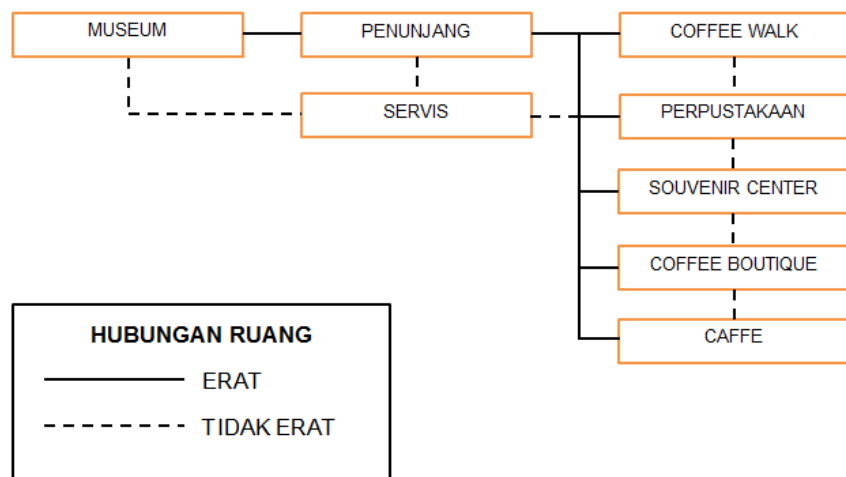 MUSEUM
PENUNJANG
COFFEE WALK
SERVIS
PERPUSTAKAAN
SOUVENIR CENTER
COFFEE BOUTIQUE
CAFFE
HUBUNGAN RUANG
ERAT
TIDAK ERAT